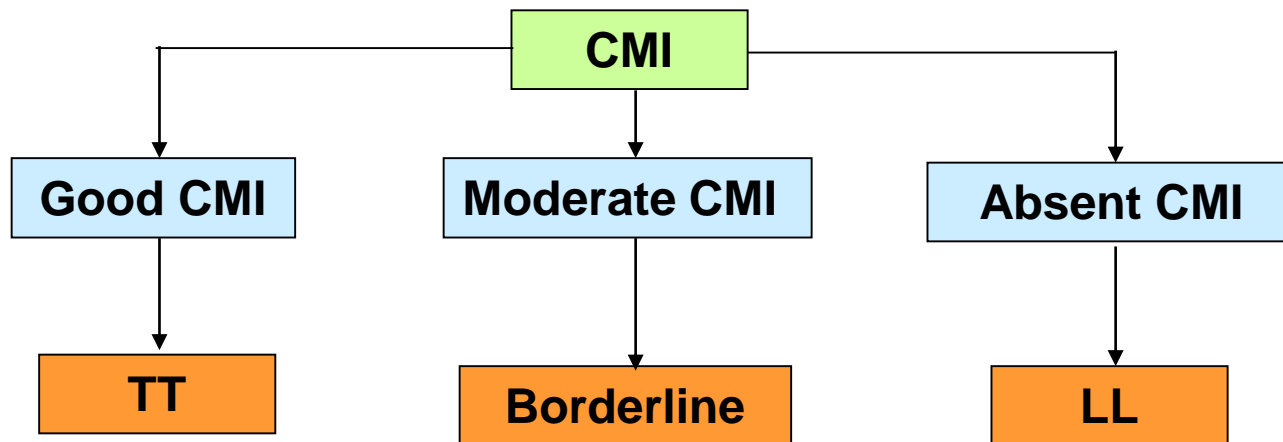 CMI
Good CMI
Moderate CMI
Absent CMI
TT
Borderline
LL